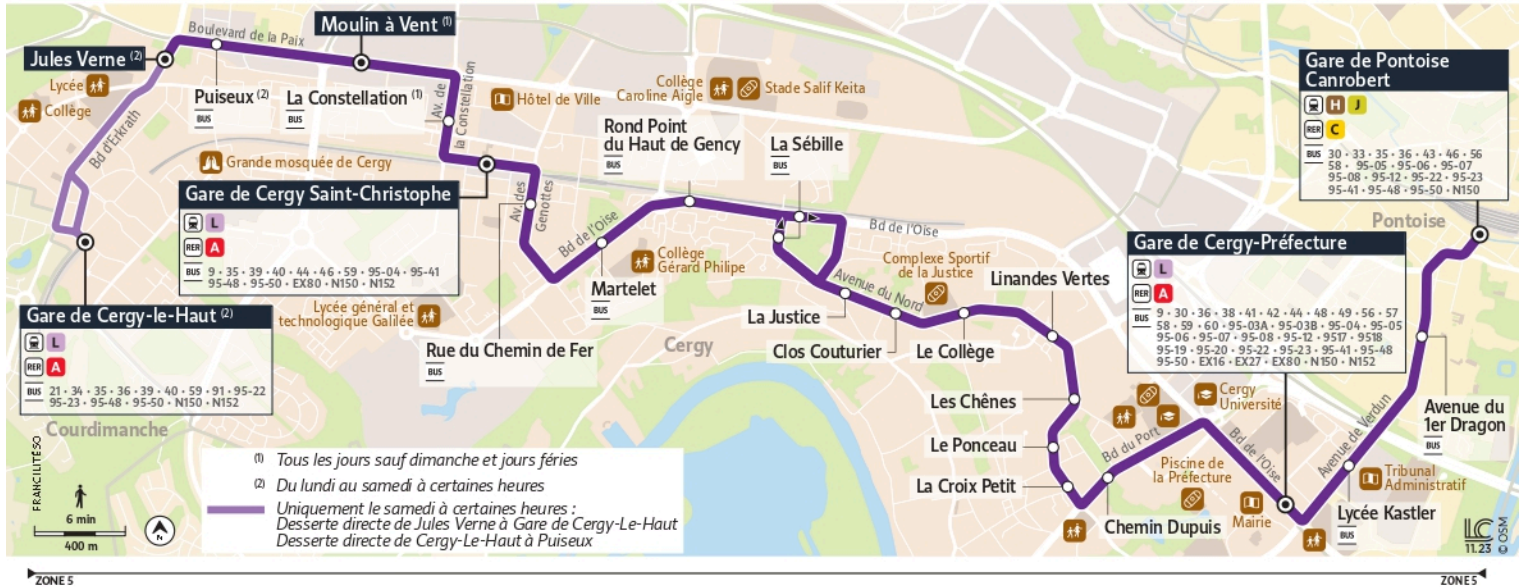 Moulin à Vent (1)
Boulevard de la Paix
Jules Verne (2)
Lycée
Collège
Puiseux (2)
BUS
La Constellation (1)
BUS
Av. de
la Constellation
Hôtel de Ville
Collège
Caroline Aigle
Stade Salif Keita
Gare de Pontoise
Canrobert
H J
RER C
BUS 30 • 33 • 35 • 36 • 43 • 46 • 56
58 • 95-05 • 95-06 • 95-07
95-08 • 95-12 • 95-22 • 95-23
95-41 • 95-48 • 95-50 • N150
Pontoise
Bd d'Erkrath
Grande mosquée de Cergy
Rond Point
du Haut de Gency
BUS
La Sébille
BUS
Gare de Cergy Saint-Christophe
L
RER A
BUS 9 • 35 • 39 • 40 • 44 • 46 • 59 • 95-04 • 95-41
95-48 • 95-50 • EX80 • N150 • N152
Av. des
Genottes
Bd de l'Oise
Bd de l'Oise
Collège
Gérard Philipe
Martelet
BUS
Complexe Sportif
de la Justice
Avenue du Nord
Linandes Vertes
Gare de Cergy-Préfecture
L
RER A
BUS 9 • 30 • 36 • 38 • 41 • 42 • 44 • 48 • 49 • 56 • 57
58 • 59 • 60 • 95-03A • 95-03B • 95-04 • 95-05
95-06 • 95-07 • 95-08 • 95-12 • 9517 • 9518
95-19 • 95-20 • 95-22 • 95-23 • 95-41 • 95-48
95-50 • EX16 • EX27 • EX80 • N150 • N152
Gare de Cergy-le-Haut (2)
L
RER A
BUS 21 • 34 • 35 • 36 • 39 • 40 • 59 • 91 • 95-22
95-23 • 95-48 • 95-50 • N150 • N152
Lycée général et
technologique Galilée
Rue du Chemin de Fer
BUS
La Justice
Cergy
Clos Couturier
Le Collège
Courdimanche
Les Chênes
Cergy
Université
Avenue de Verdun
Avenue du
1er Dragon
BUS
Le Ponceau
Bd du Port
Bd de l'Oise
La Croix Petit
Piscine de
la Préfecture
Tribunal
Administratif
Chemin Dupuis
Mairie
Lycée Kastler
BUS
FRANCILITÉ SO
6 min
400 m
N
(1) Tous les jours sauf dimanche et jours féries
(2) Du lundi au samedi à certaines heures
Uniquement le samedi à certaines heures :
Desserte directe de Jules Verne à Gare de Cergy-Le-Haut
Desserte directe de Cergy-Le-Haut à Puiseux
LC
11.23
© OSM
ZONE 5
ZONE 5